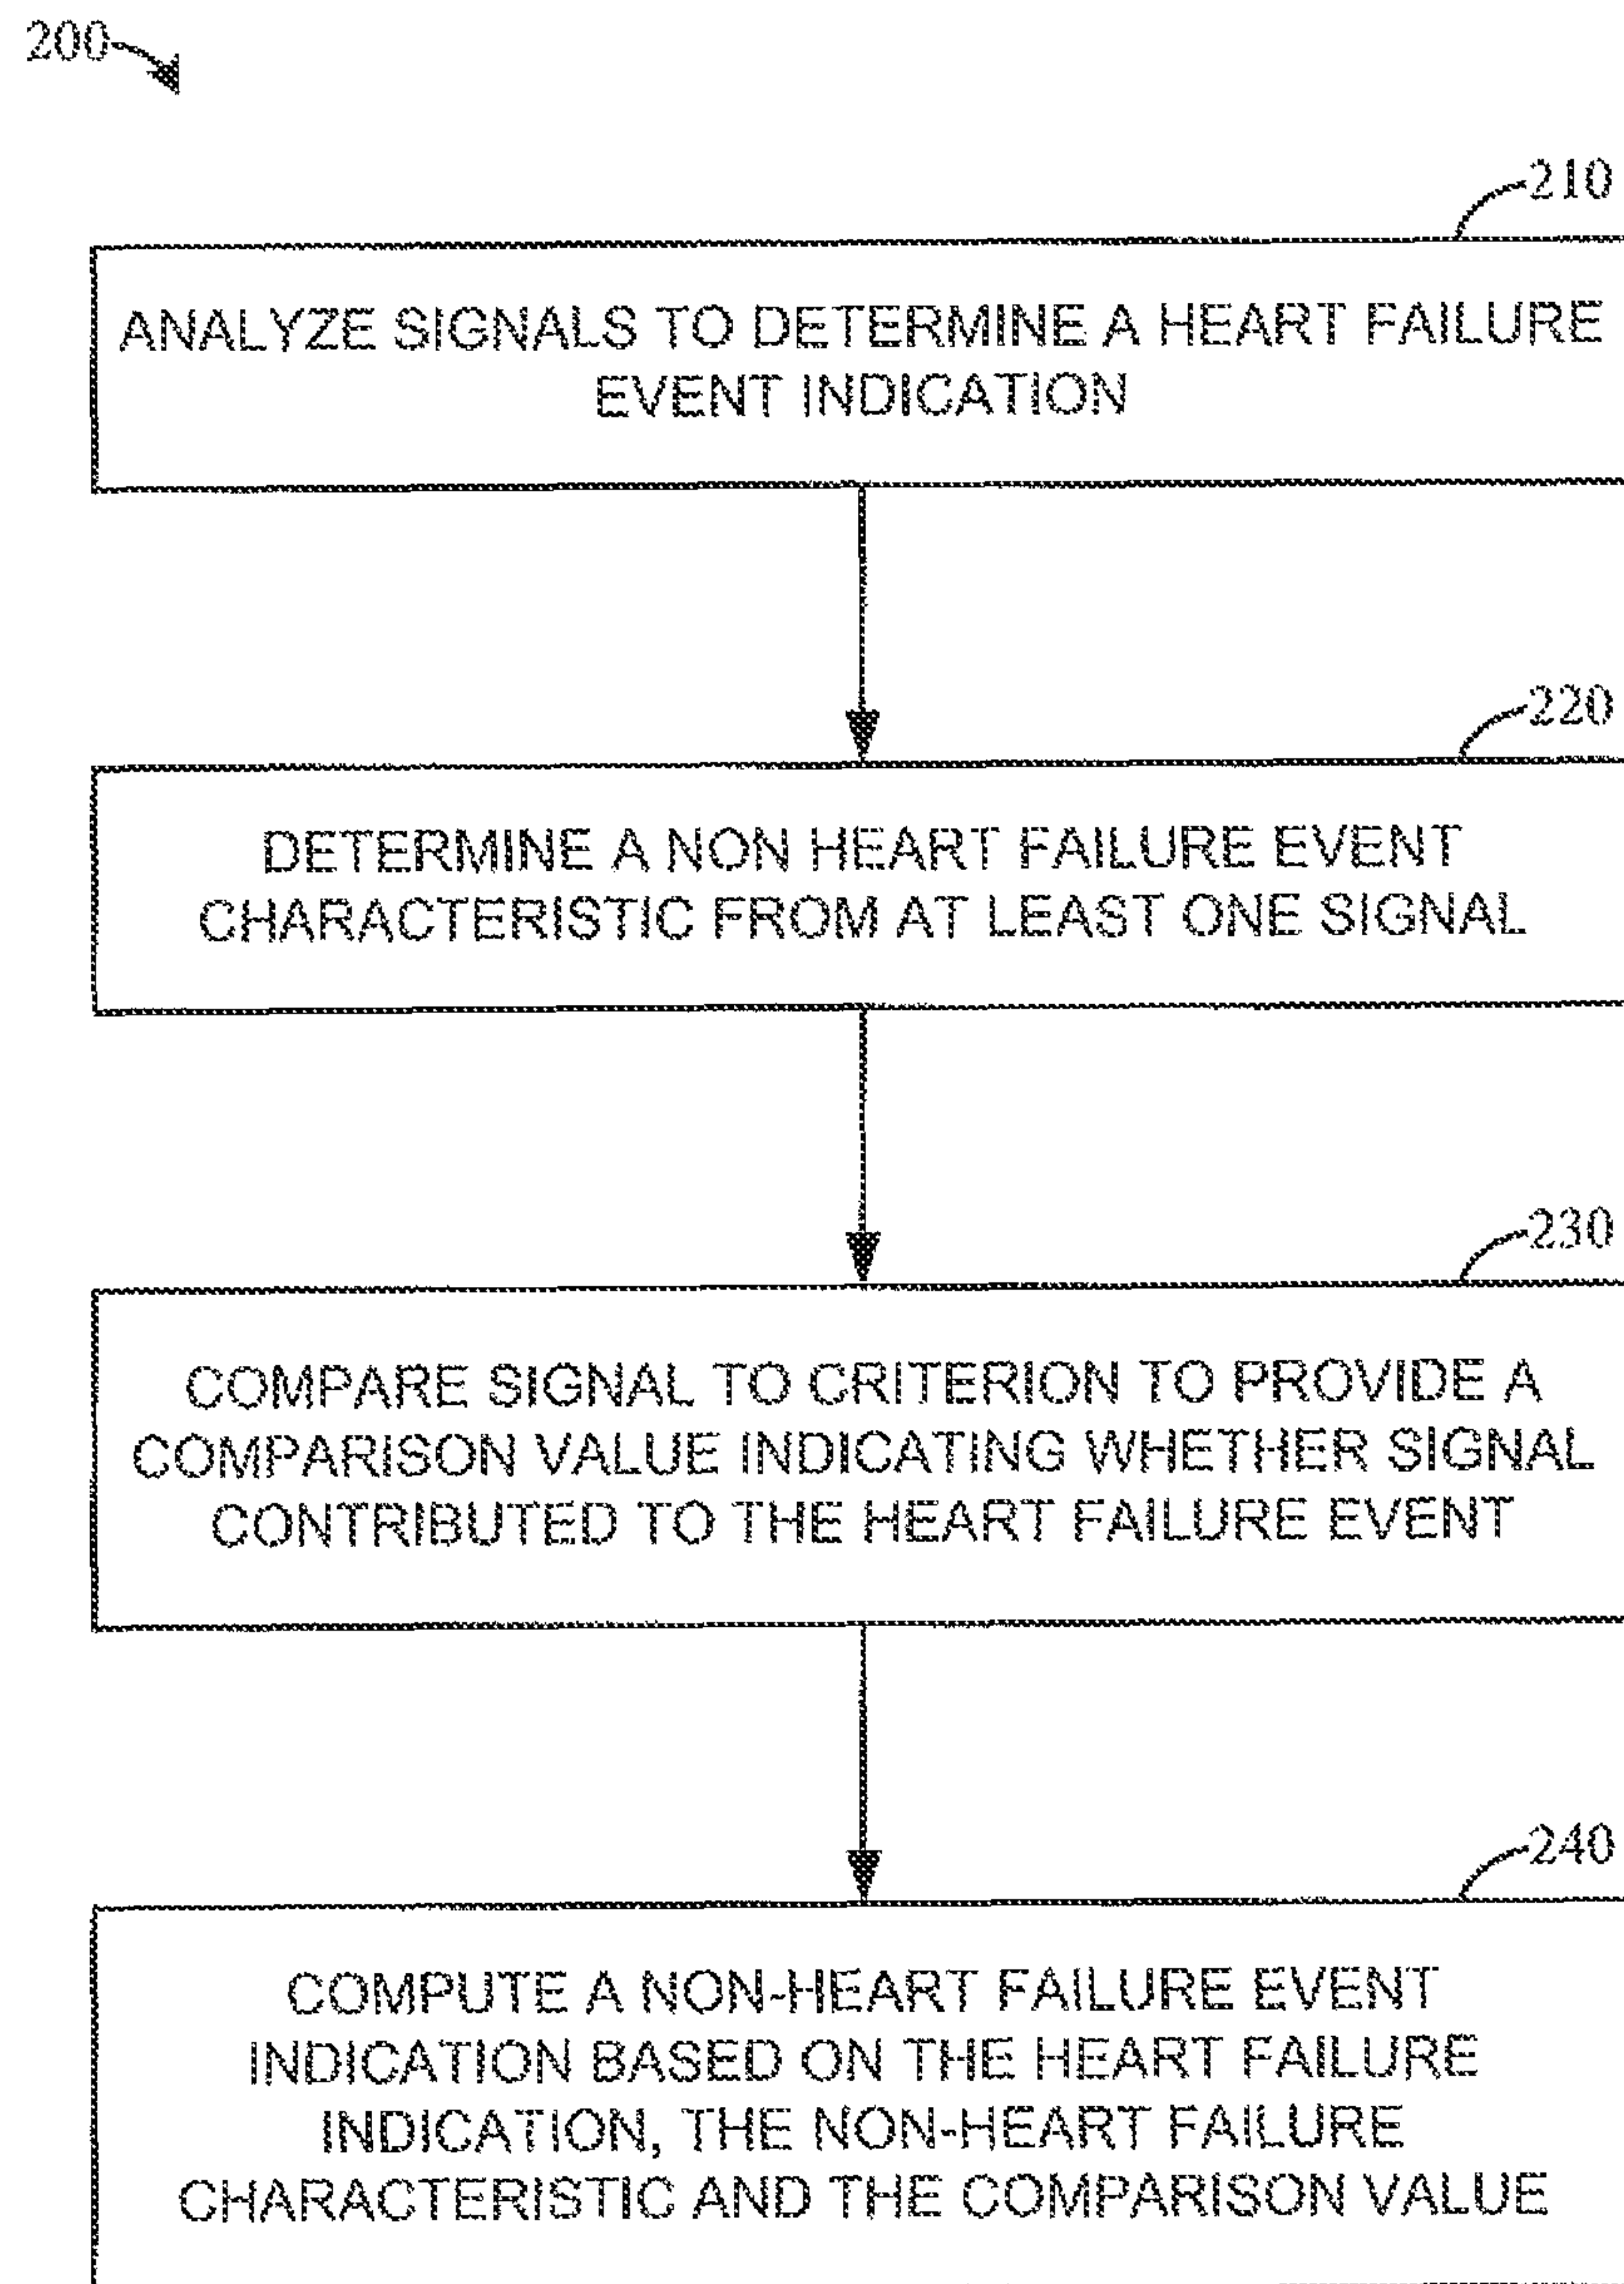 200
210
ANALYZE SIGNALS TO DETERMINE A HEART FAILURE
EVENT INDICATION
220
DETERMINE A NON HEART FAILURE EVENT
CHARACTERISTIC FROM AT LEAST ONE SIGNAL
230
COMPARE SIGNAL TO CRITERION TO PROVIDE A
COMPARISON VALUE INDICATING WHETHER SIGNAL
CONTRIBUTED TO THE HEART FAILURE EVENT
240
COMPUTE A NON-HEART FAILURE EVENT
INDICATION BASED ON THE HEART FAILURE
INDICATION, THE NON-HEART FAILURE
CHARACTERISTIC AND THE COMPARISON VALUE